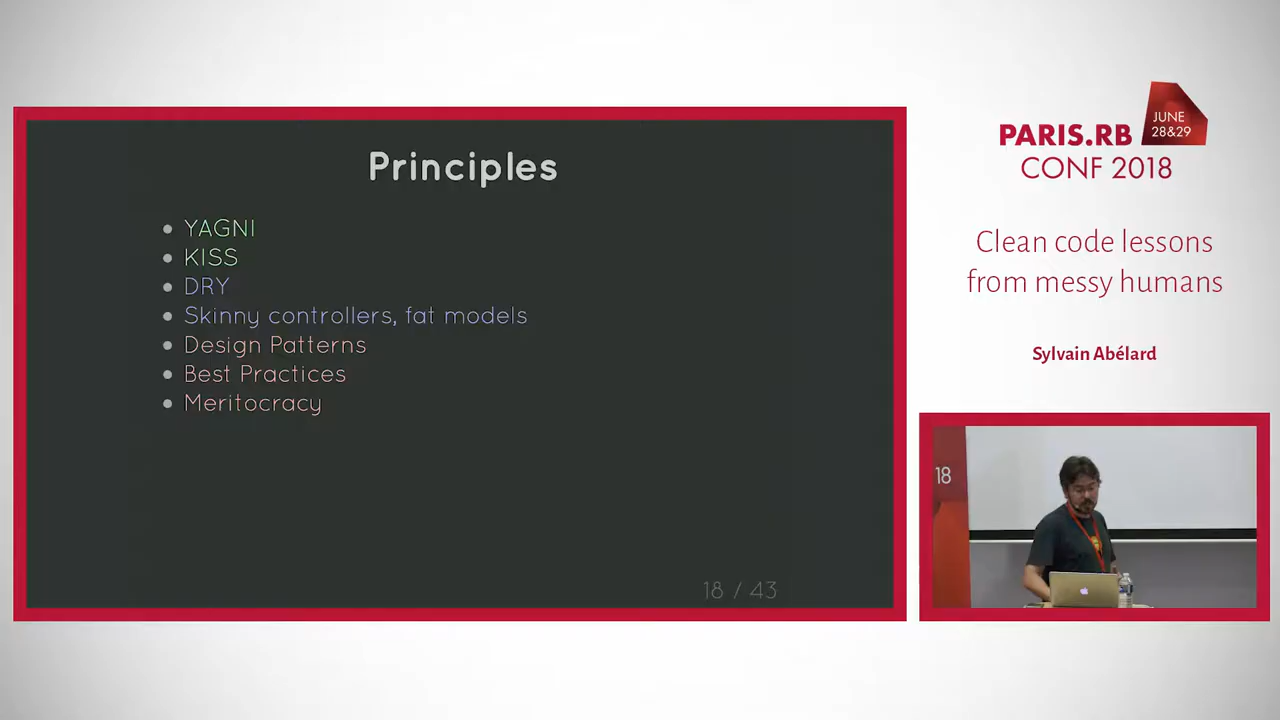 Principles
YAGNI
KISS
DRY
Skinny controllers, fat models
Design Patterns
Best Practices
Meritocracy
18 / 43
PARIS.RB
CONF 2018
JUNE
28&29
Clean code lessons
from messy humans
Sylvain Abélard
18